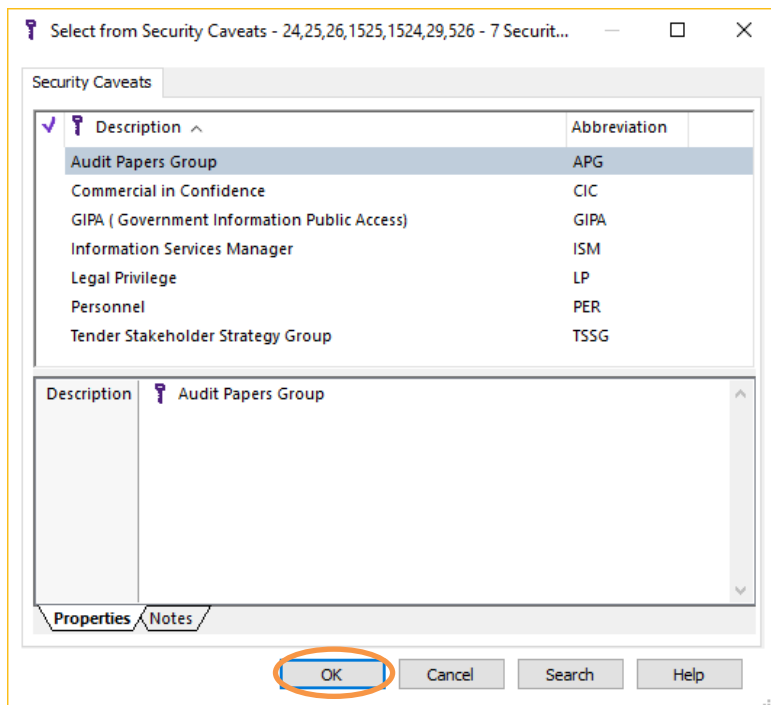 Select from Security Caveats - 24,25,26,1525,1524,29,526 - 7 Securit...
Security Caveats
Description Abbreviation
Audit Papers Group APG
Commercial in Confidence CIC
GIPA ( Government Information Public Access) GIPA
Information Services Manager ISM
Legal Privilege LP
Personnel PER
Tender Stakeholder Strategy Group TSSG
Description Audit Papers Group
Properties Notes
OK Cancel Search Help